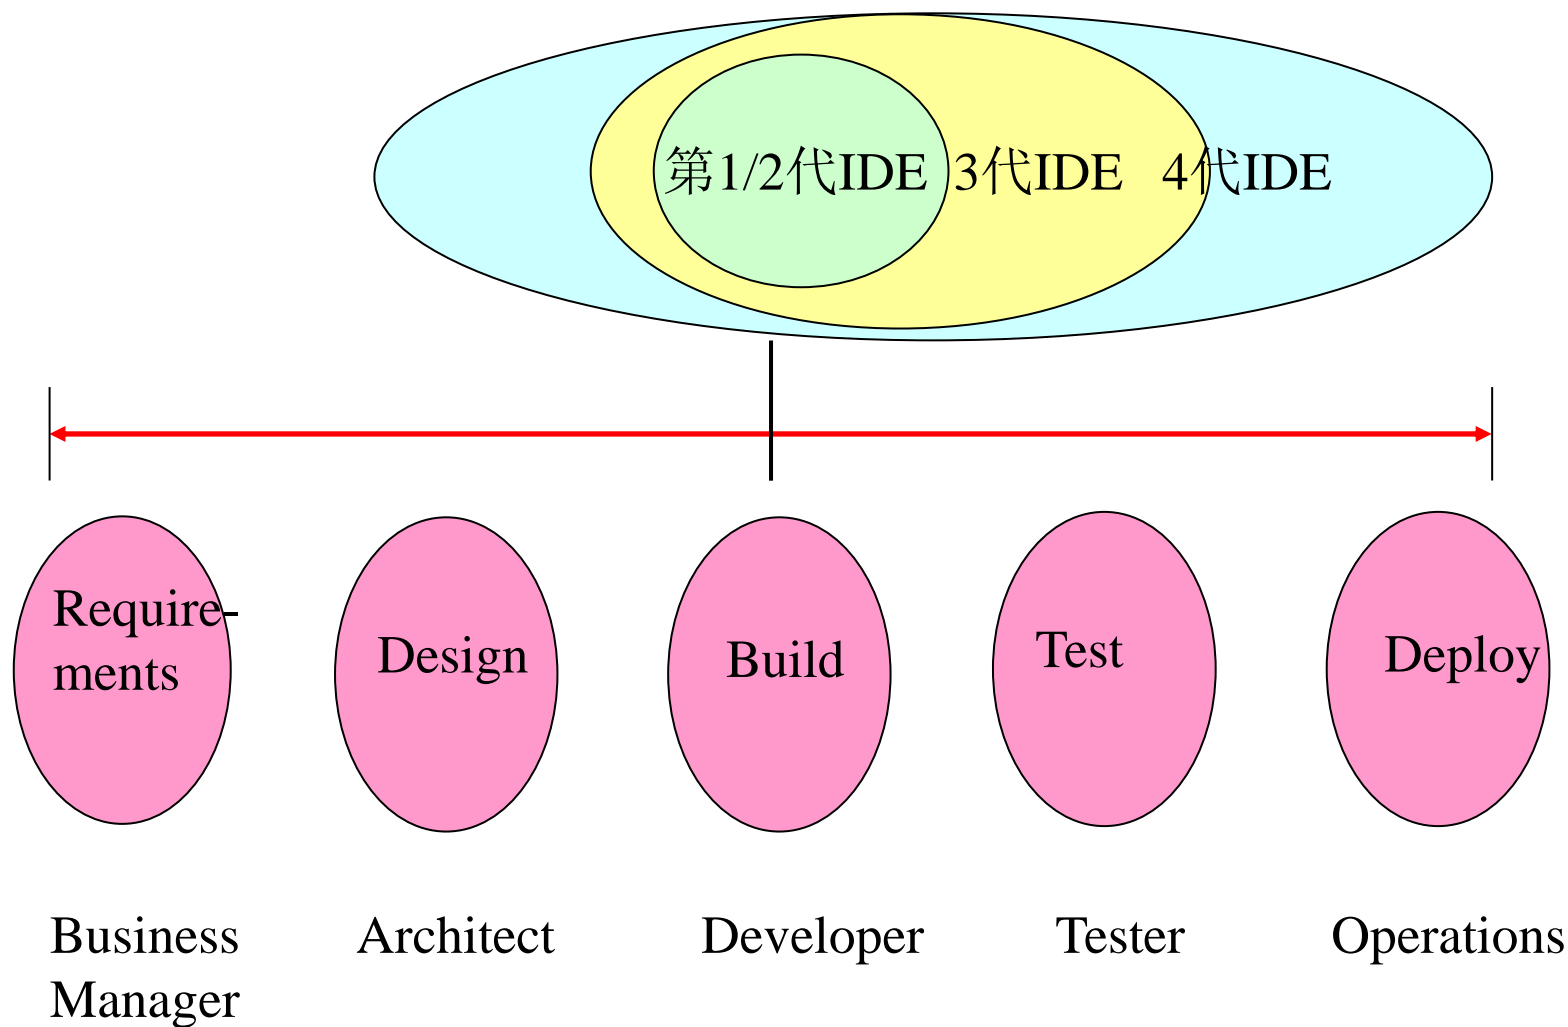 第1/2代IDE 3代IDE 4代IDE
Require-
ments
Design
Build
Test
Deploy
Business
Manager
Architect
Developer
Tester
Operations